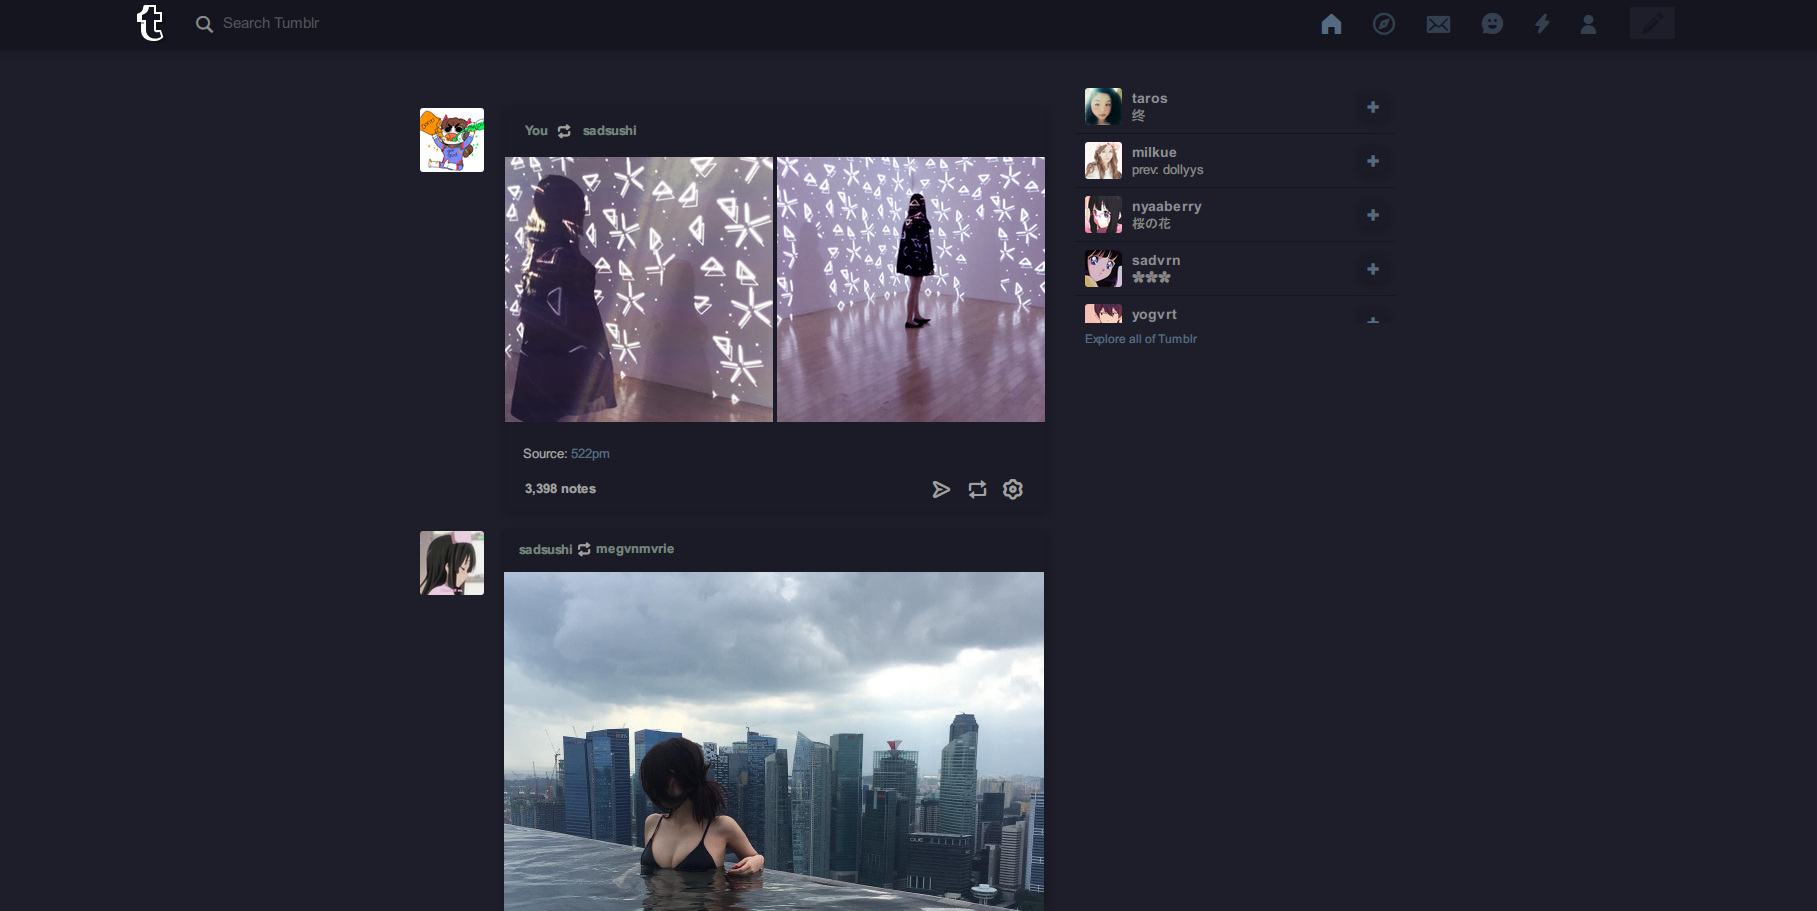 t
Search Tumblr
You sadsushi
Source: 522pm
3,398 notes
sadsushi megvnmvrie
taros
终
milkue
prev: dollyys
nyaaberry
桜の花
sadvrn
✽✽✽
yogvrt
Explore all of Tumblr